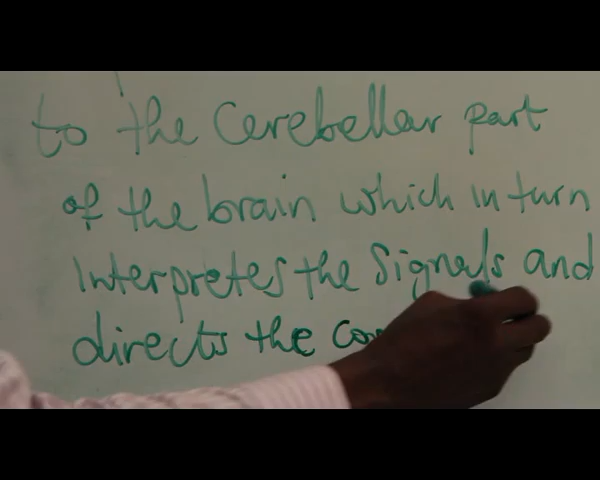 to the Cerebellar part
of the brain which in turn
Interpretes the Signals and
directs the